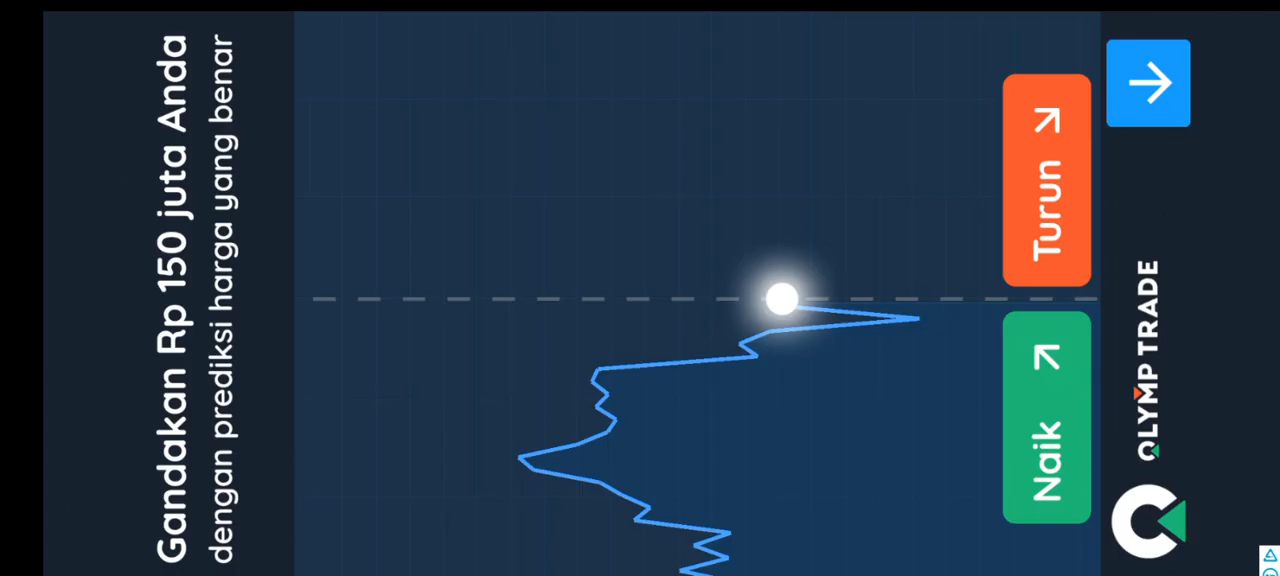 Gandakan Rp 150 juta Anda
dengan prediksi harga yang benar
Naik
Turun
OLYMP TRADE